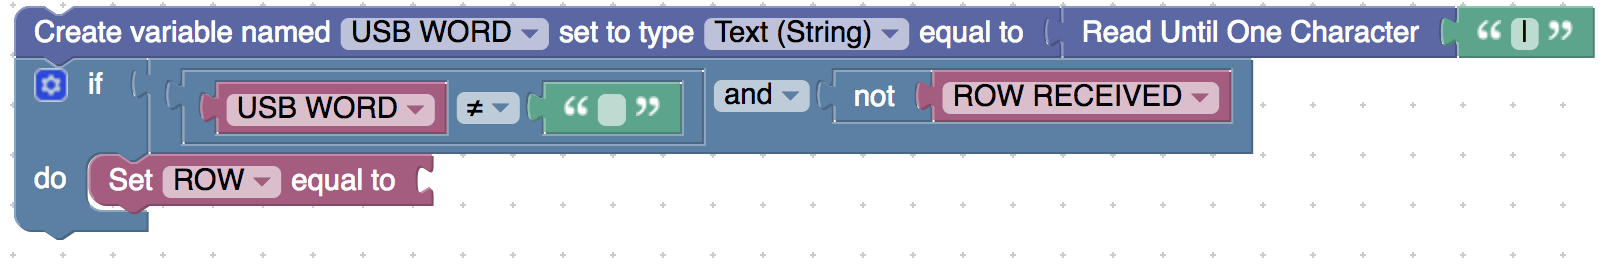 Create variable named USB WORD set to type Text (String) equal to Read Until One Character “ | ”
if USB WORD ≠ “ ” and not ROW RECEIVED
do Set ROW equal to